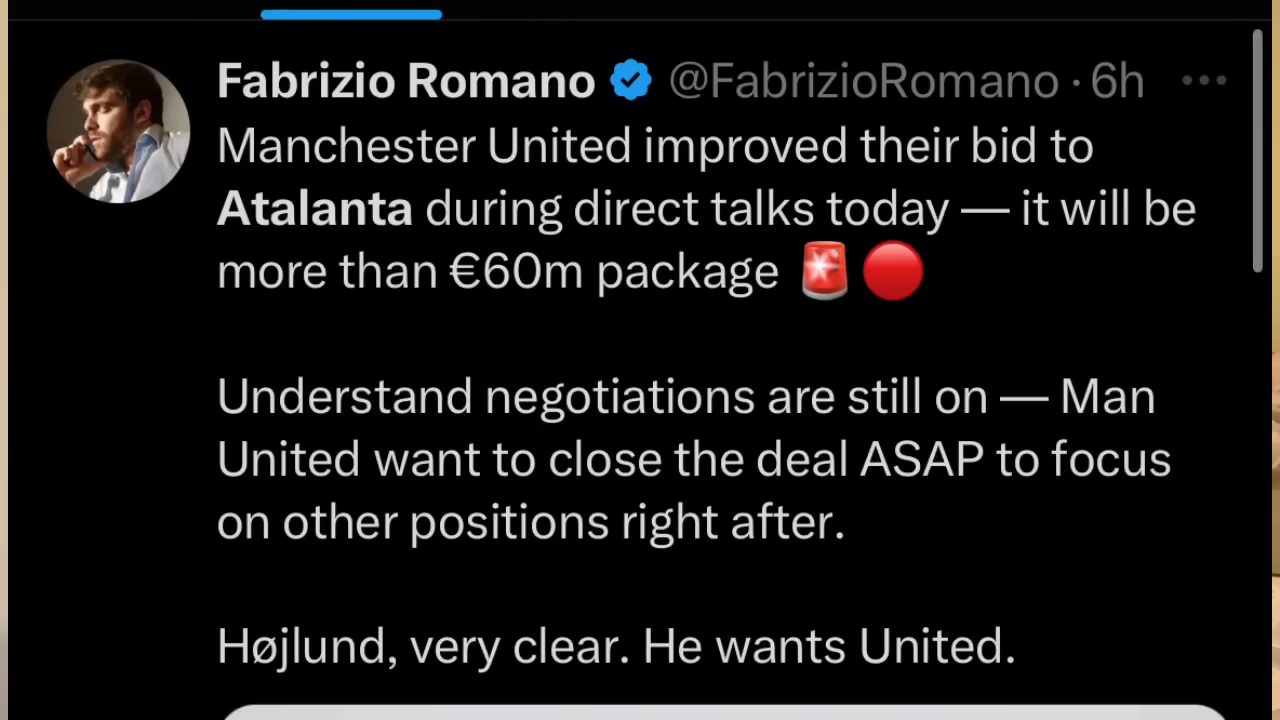 Fabrizio Romano @FabrizioRomano · 6h
Manchester United improved their bid to
Atalanta during direct talks today — it will be
more than €60m package 🚨🔴
Understand negotiations are still on — Man
United want to close the deal ASAP to focus
on other positions right after.
Højlund, very clear. He wants United.